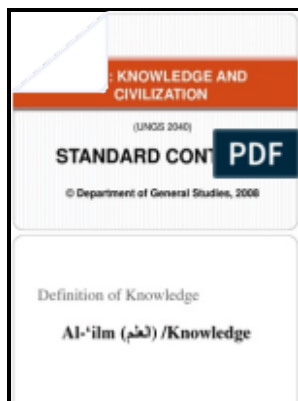 : KNOWLEDGE AND
CIVILIZATION
(UNGS 2040)
STANDARD CONT
PDF
© Department of General Studies, 2008
Definition of Knowledge
Al-‘ilm (العلم) /Knowledge